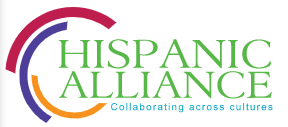 HISPANIC
ALLIANCE
Collaborating across cultures